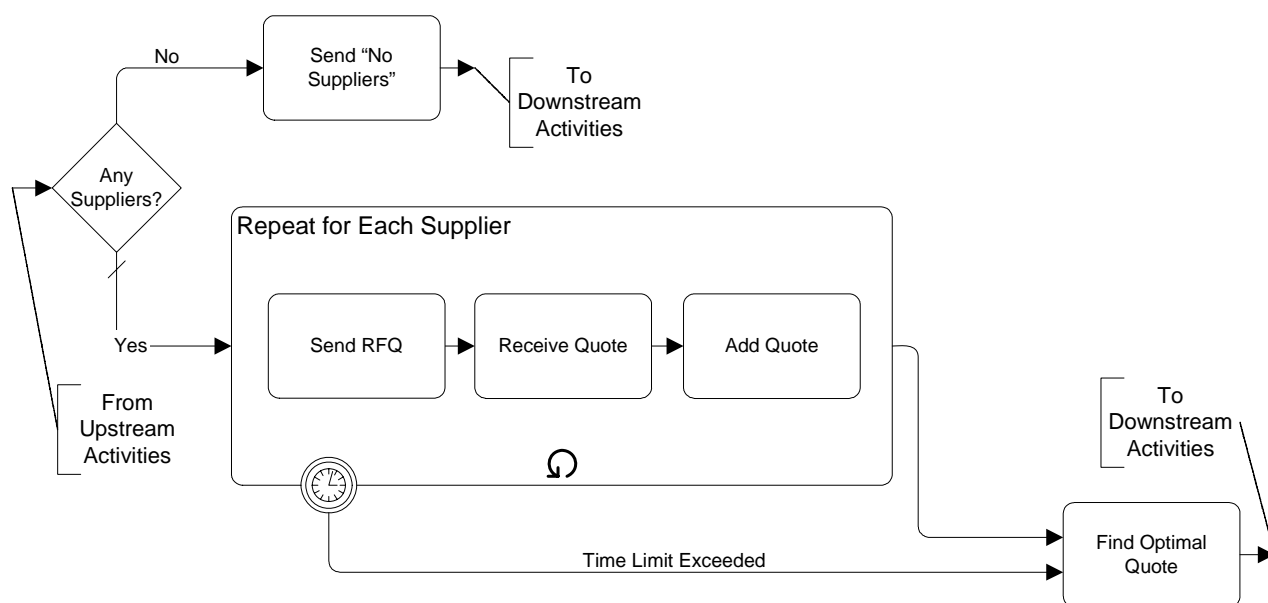 No
Send “No
Suppliers”
To
Downstream
Activities
Any
Suppliers?
Repeat for Each Supplier
Send RFQ
Receive Quote
Add Quote
Yes
From
Upstream
Activities
To
Downstream
Activities
Time Limit Exceeded
Find Optimal
Quote